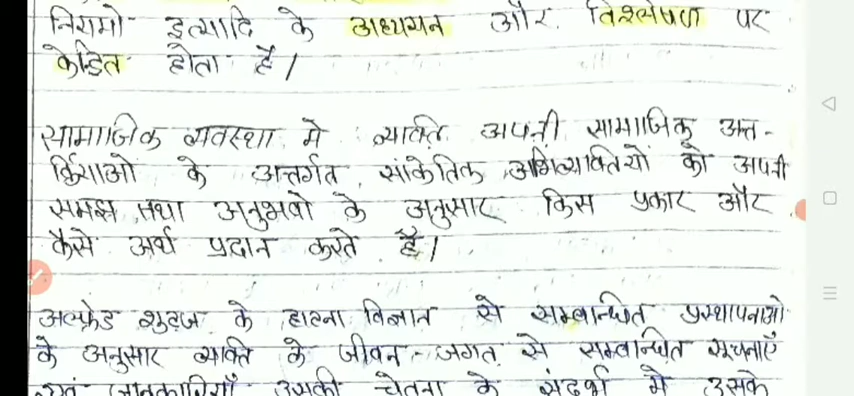 नियमो इत्यादि के अध्ययन और विश्लेषण पर
केन्द्रित होता है।
सामाजिक व्यवस्था मे व्यक्ति अपनी सामाजिक अन्त-
र्क्रियाओ के अन्तर्गत सांकेतिक अभिव्यक्तियों को अपनी
समझ तथा अनुभवो के अनुसार किस प्रकार और
कैसे अर्थ प्रदान करते है।
अल्फ्रेड शुट्ज के घटना विज्ञान से सम्बन्धित प्रस्थापनाओ
के अनुसार व्यक्ति के जीवन-जगत से सम्बन्धित सूचनाएँ
एवं जानकारियाँ उसकी चेतना के संदर्भ मे उसके